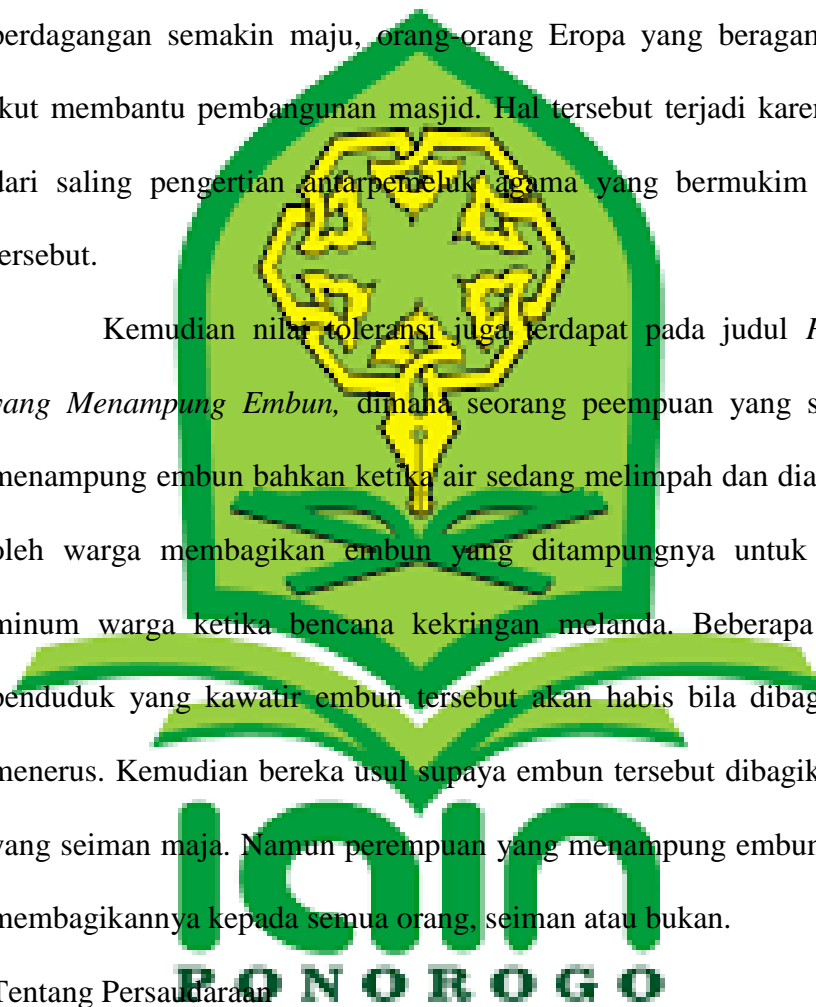 perdagangan semakin maju, orang-orang Eropa yang beragam
ikut membantu pembangunan masjid. Hal tersebut terjadi karen
dari saling pengertian antarpemeluk agama yang bermukim
tersebut.
Kemudian nilai toleransi juga terdapat pada judul
yang Menampung Embun, dimana seorang peempuan yang s
menampung embun bahkan ketika air sedang melimpah dan dia
oleh warga membagikan embun yang ditampungnya untuk
minum warga ketika bencana kekringan melanda. Beberapa
penduduk yang kawatir embun tersebut akan habis bila dibag
menerus. Kemudian bereka usul supaya embun tersebut dibagik
yang seiman maja. Namun perempuan yang menampung embun
membagikannya kepada semua orang, seiman atau bukan.
Tentang Persaudaraan
iain
PONOROGO